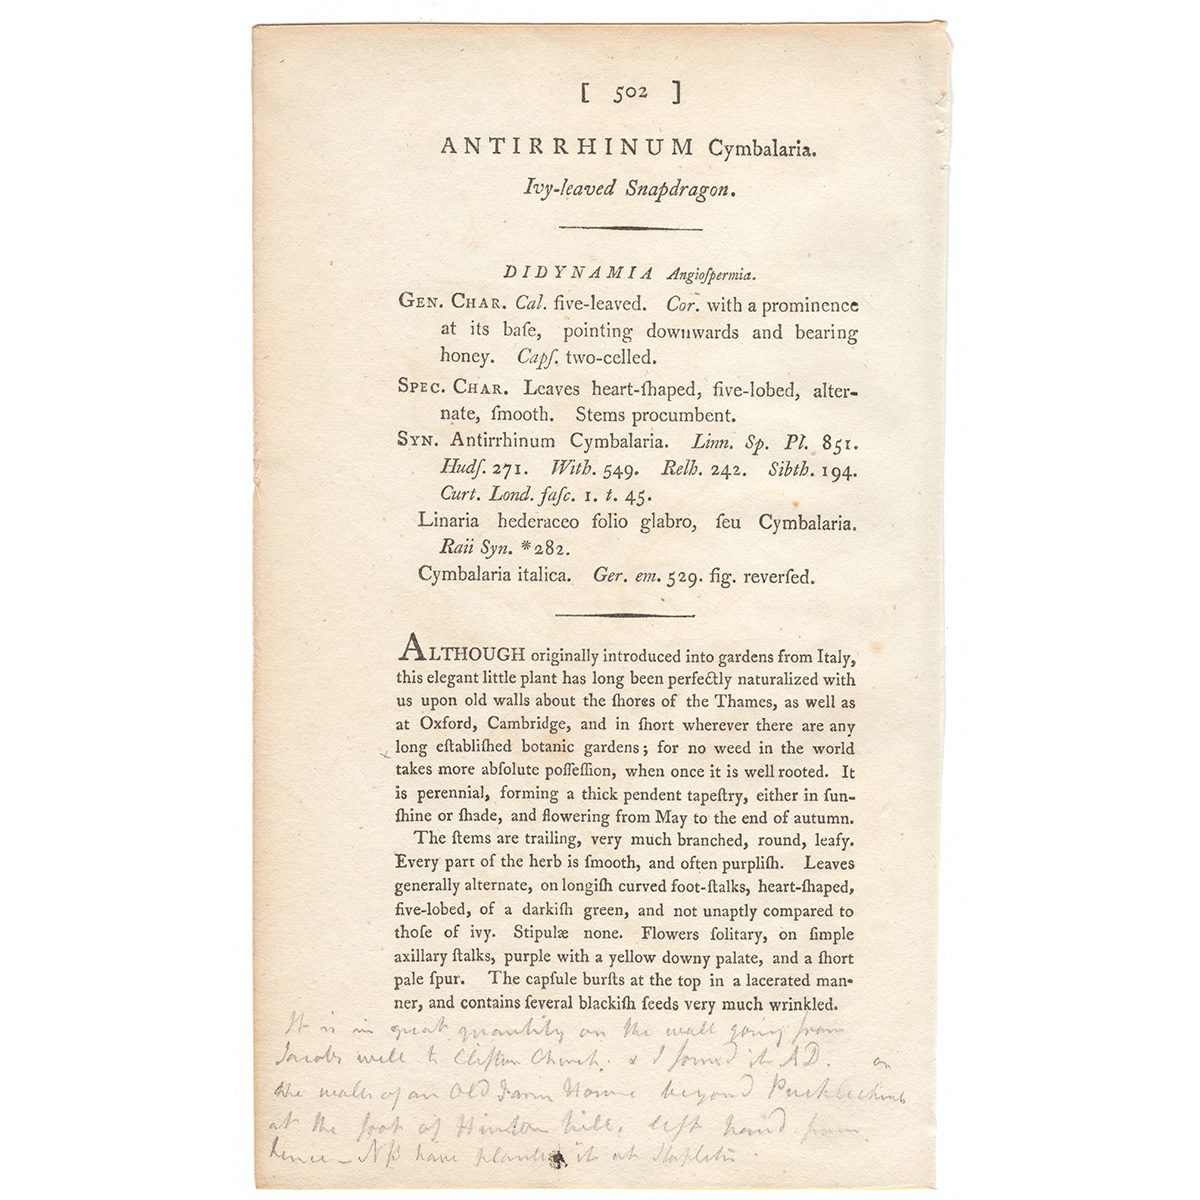 [ 502 ]
ANTIRRHINUM Cymbalaria.
Ivy-leaved Snapdragon.
DIDYNAMIA Angioſpermia.
GEN. CHAR. Cal. five-leaved. Cor. with a prominence
at its baſe, pointing downwards and bearing
honey. Capſ. two-celled.
SPEC. CHAR. Leaves heart-ſhaped, five-lobed, alter-
nate, ſmooth. Stems procumbent.
SYN. Antirrhinum Cymbalaria. Linn. Sp. Pl. 851.
Hudſ. 271. With. 549. Relh. 242. Sibth. 194.
Curt. Lond. faſc. 1. t. 45.
Linaria hederaceo folio glabro, ſeu Cymbalaria.
Raii Syn. *282.
Cymbalaria italica. Ger. em. 529. fig. reverſed.
ALTHOUGH originally introduced into gardens from Italy,
this elegant little plant has long been perfectly naturalized with
us upon old walls about the ſhores of the Thames, as well as
at Oxford, Cambridge, and in ſhort wherever there are any
x long eſtabliſhed botanic gardens; for no weed in the world
takes more abſolute poſſeſſion, when once it is well rooted. It
is perennial, forming a thick pendent tapeſtry, either in ſun-
ſhine or ſhade, and flowering from May to the end of autumn.
The ſtems are trailing, very much branched, round, leafy.
Every part of the herb is ſmooth, and often purpliſh. Leaves
generally alternate, on longiſh curved foot-ſtalks, heart-ſhaped,
five-lobed, of a darkiſh green, and not unaptly compared to
thoſe of ivy. Stipulæ none. Flowers ſolitary, on ſimple
axillary ſtalks, purple with a yellow downy palate, and a ſhort
pale ſpur. The capſule burſts at the top in a lacerated man-
ner, and contains ſeveral blackiſh ſeeds very much wrinkled.
It is in great quantity on the wall going from
Jacobs well to Clifton Church. & I found it AD. on
the walls of an Old Farm House beyond Pucklechurch
at the foot of Hinton hill, left hand from
hence - NB have planted it at Stapleton.